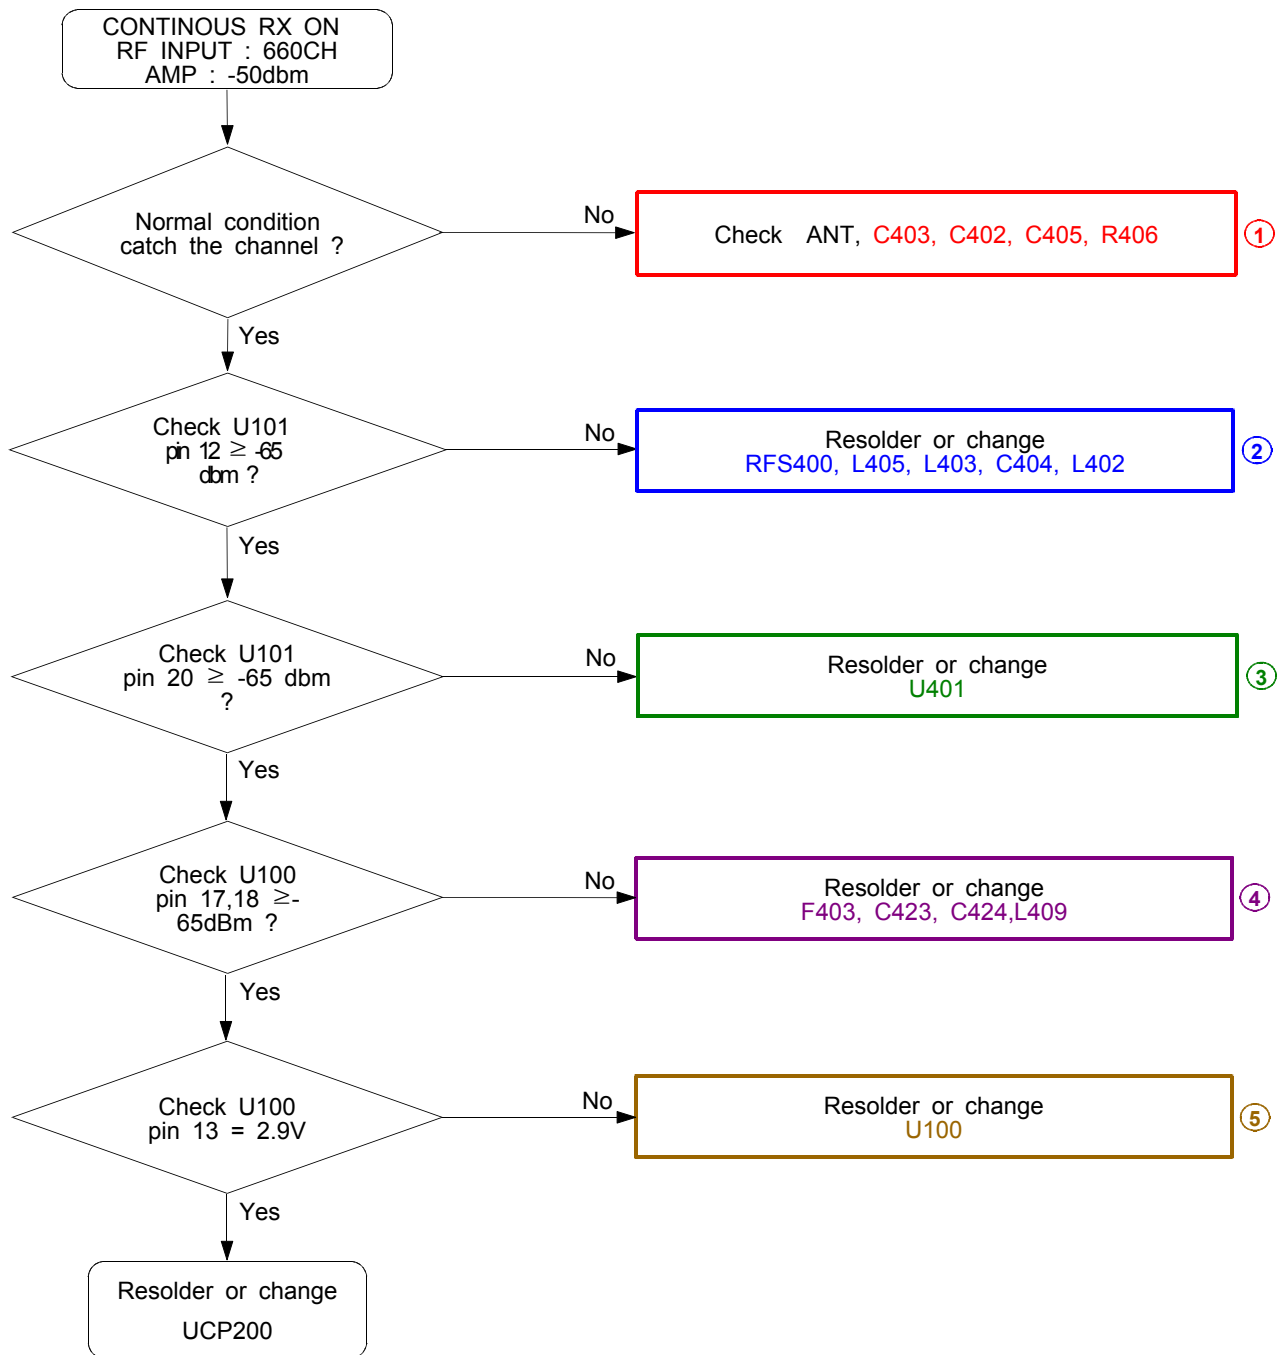 CONTINOUS RX ON
RF INPUT : 660CH
AMP : -50dbm
Normal condition
catch the channel ?
No
Check ANT, C403, C402, C405, R406
1
Yes
Check U101
pin 12 ≥ -65
dbm ?
No
Resolder or change
RFS400, L405, L403, C404, L402
2
Yes
Check U101
pin 20 ≥ -65 dbm
?
No
Resolder or change
U401
3
Yes
Check U100
pin 17,18 ≥-
65dBm ?
No
Resolder or change
F403, C423, C424,L409
4
Yes
Check U100
pin 13 = 2.9V
No
Resolder or change
U100
5
Yes
Resolder or change
UCP200